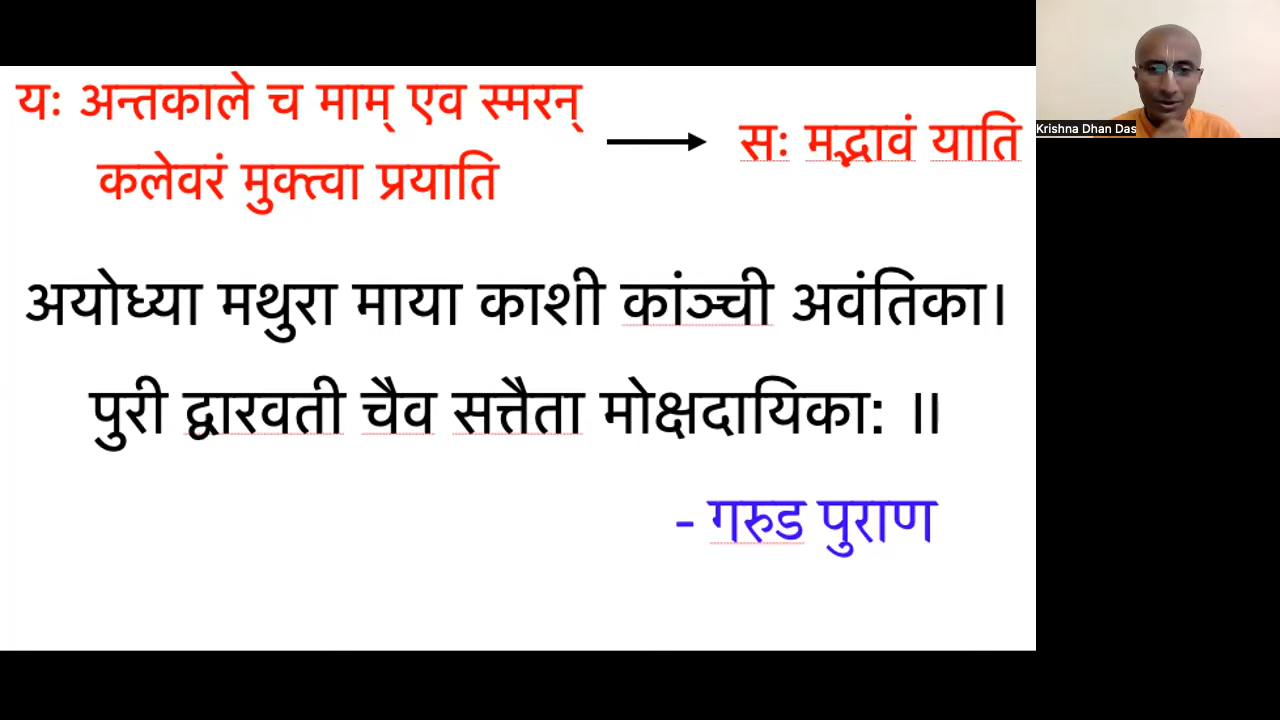 यः अन्तकाले च माम् एव स्मरन्
कलेवरं मुक्त्वा प्रयाति
सः मद्भावं याति
अयोध्या मथुरा माया काशी कांञ्ची अवंतिका।
पुरी द्वारवती चैव सत्तैता मोक्षदायिका: ॥
- गरुड पुराण
Krishna Dhan Das